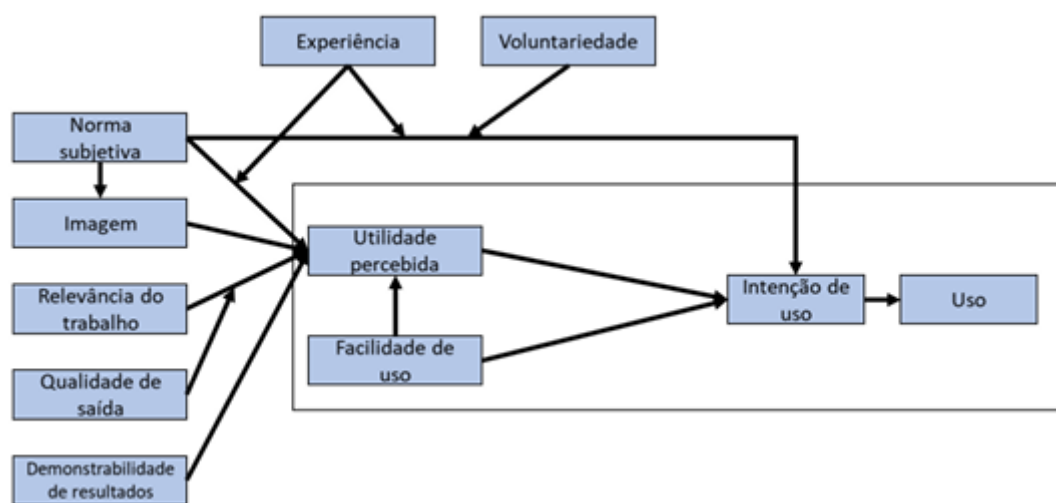 Experiência
Voluntariedade
Norma
subjetiva
Imagem
Utilidade
percebida
Relevância do
trabalho
Intenção de
uso
Uso
Facilidade de
uso
Qualidade de
saída
Demonstrabilidade
de resultados